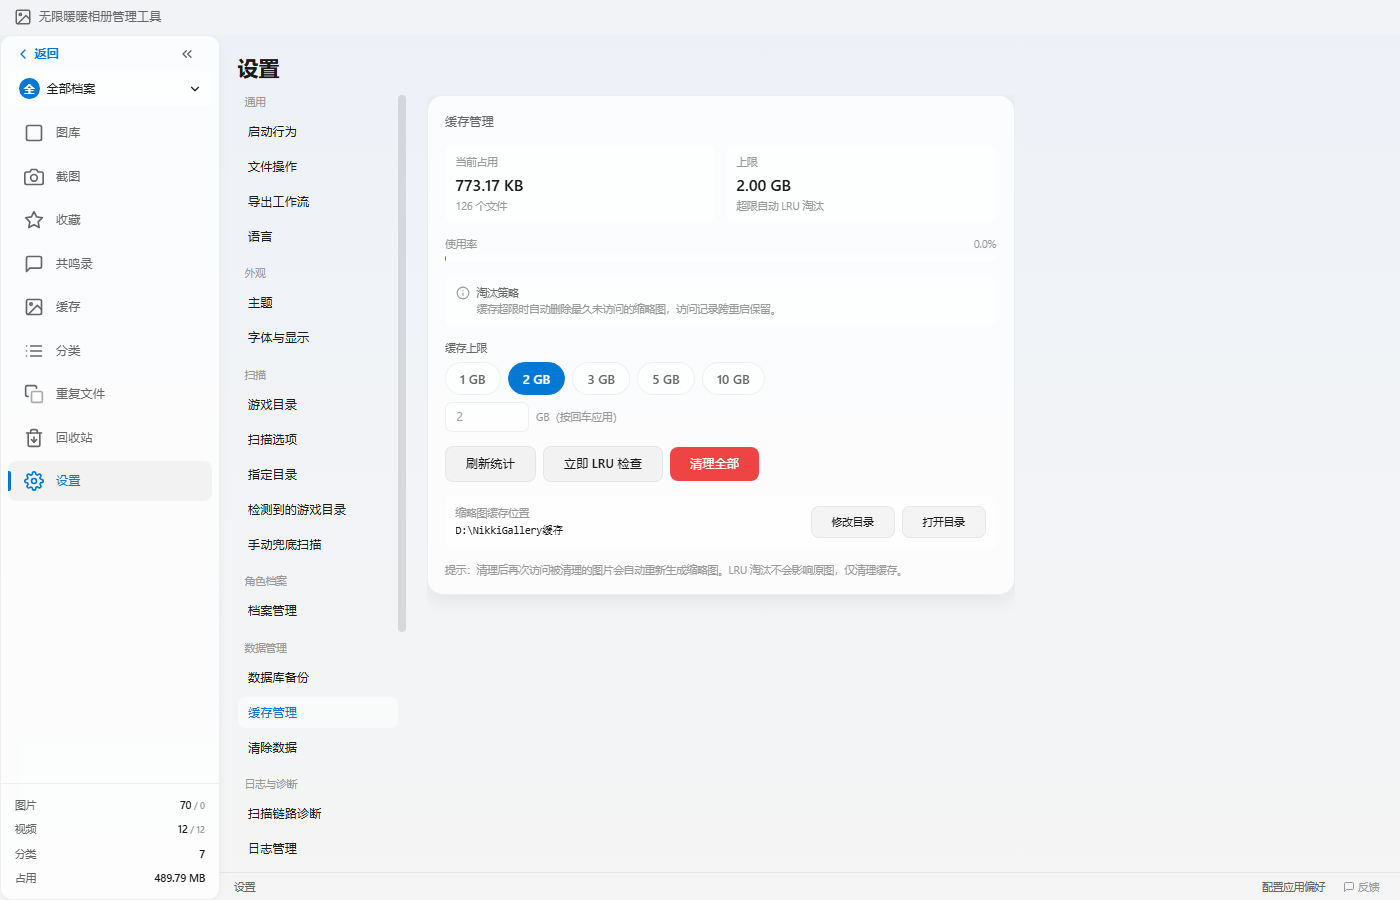 无限暖暖相册管理工具
返回
全 全部档案
图库
截图
收藏
共鸣录
缓存
分类
重复文件
回收站
设置
图片 70 / 0
视频 12 / 12
分类 7
占用 489.79 MB
设置
通用
启动行为
文件操作
导出工作流
语言
外观
主题
字体与显示
扫描
游戏目录
扫描选项
指定目录
检测到的游戏目录
手动兜底扫描
角色档案
档案管理
数据管理
数据库备份
缓存管理
清除数据
日志与诊断
扫描链路诊断
日志管理
缓存管理
当前占用
773.17 KB
126 个文件
上限
2.00 GB
超限自动 LRU 淘汰
使用率 0.0%
淘汰策略
缓存超限时自动删除最久未访问的缩略图，访问记录跨重启保留。
缓存上限
1 GB 2 GB 3 GB 5 GB 10 GB
2 GB（按回车应用）
刷新统计 立即 LRU 检查 清理全部
缩略图缓存位置
D:\NikkiGallery缓存
修改目录 打开目录
提示：清理后再次访问被清理的图片会自动重新生成缩略图。LRU 淘汰不会影响原图，仅清理缓存。
设置
配置应用偏好 反馈